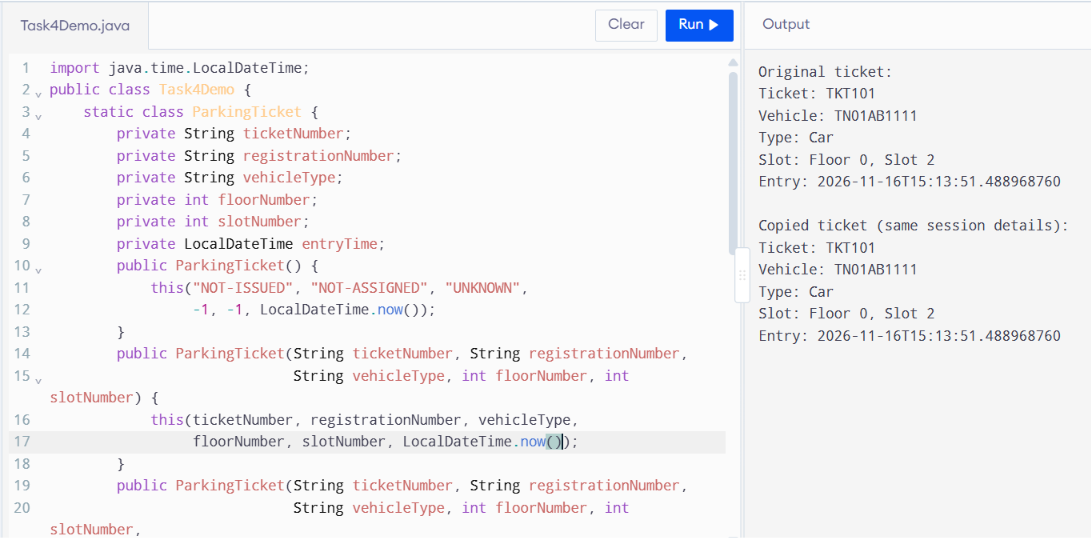 Task4Demo.java
Clear
Run
Output
1 import java.time.LocalDateTime;
2 public class Task4Demo {
3 static class ParkingTicket {
4 private String ticketNumber;
5 private String registrationNumber;
6 private String vehicleType;
7 private int floorNumber;
8 private int slotNumber;
9 private LocalDateTime entryTime;
10 public ParkingTicket() {
11 this("NOT-ISSUED", "NOT-ASSIGNED", "UNKNOWN",
12 -1, -1, LocalDateTime.now());
13 }
14 public ParkingTicket(String ticketNumber, String registrationNumber,
15 String vehicleType, int floorNumber, int
slotNumber) {
16 this(ticketNumber, registrationNumber, vehicleType,
17 floorNumber, slotNumber, LocalDateTime.now());
18 }
19 public ParkingTicket(String ticketNumber, String registrationNumber,
20 String vehicleType, int floorNumber, int
slotNumber,
Original ticket:
Ticket: TKT101
Vehicle: TN01AB1111
Type: Car
Slot: Floor 0, Slot 2
Entry: 2026-11-16T15:13:51.488968760
Copied ticket (same session details):
Ticket: TKT101
Vehicle: TN01AB1111
Type: Car
Slot: Floor 0, Slot 2
Entry: 2026-11-16T15:13:51.488968760